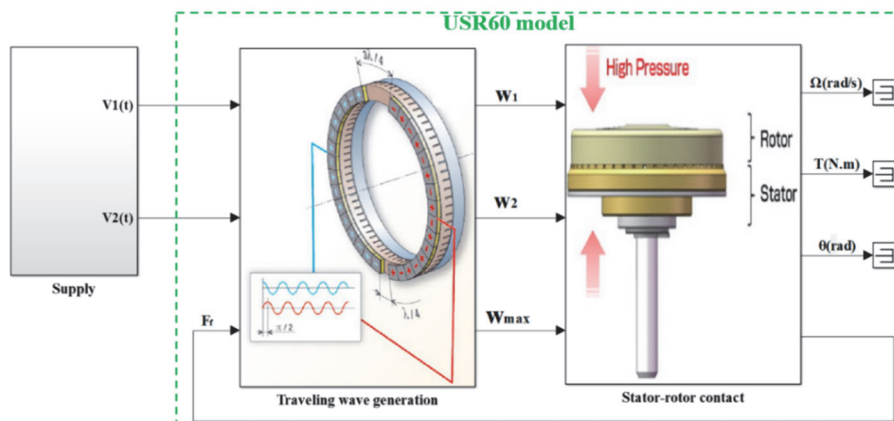 USR60 model
V1(t)
V2(t)
Supply
Fr
3λ/4
π/2
λ/4
Traveling wave generation
W1
W2
Wmax
High Pressure
Rotor
Stator
Stator-rotor contact
Ω(rad/s)
T(N.m)
θ(rad)